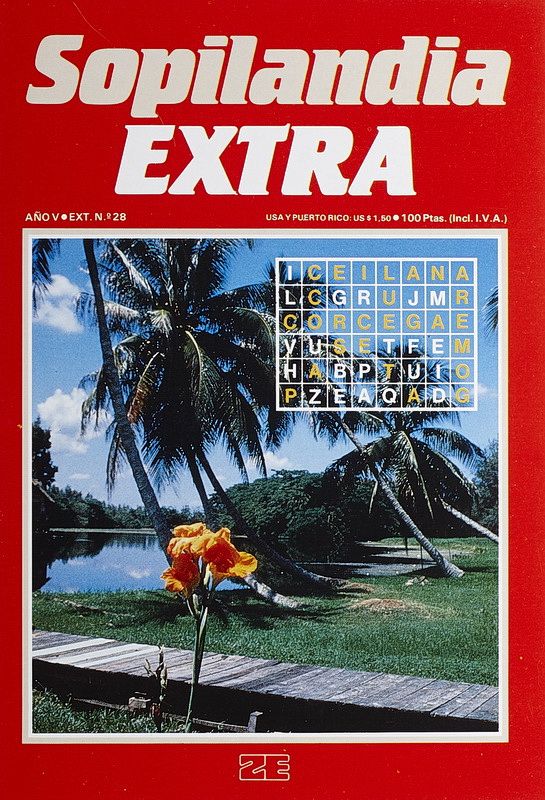 Sopilandia
EXTRA
AÑO V ● EXT. N.º 28
USA Y PUERTO RICO: US $ 1,50 ● 100 Ptas. (Incl. I.V.A.)
I C E I L A N A
L C G R U J M R
C O R C E G A E
V U S E T F E M
H A B P T U I O
P Z E A Q A D G
ZE